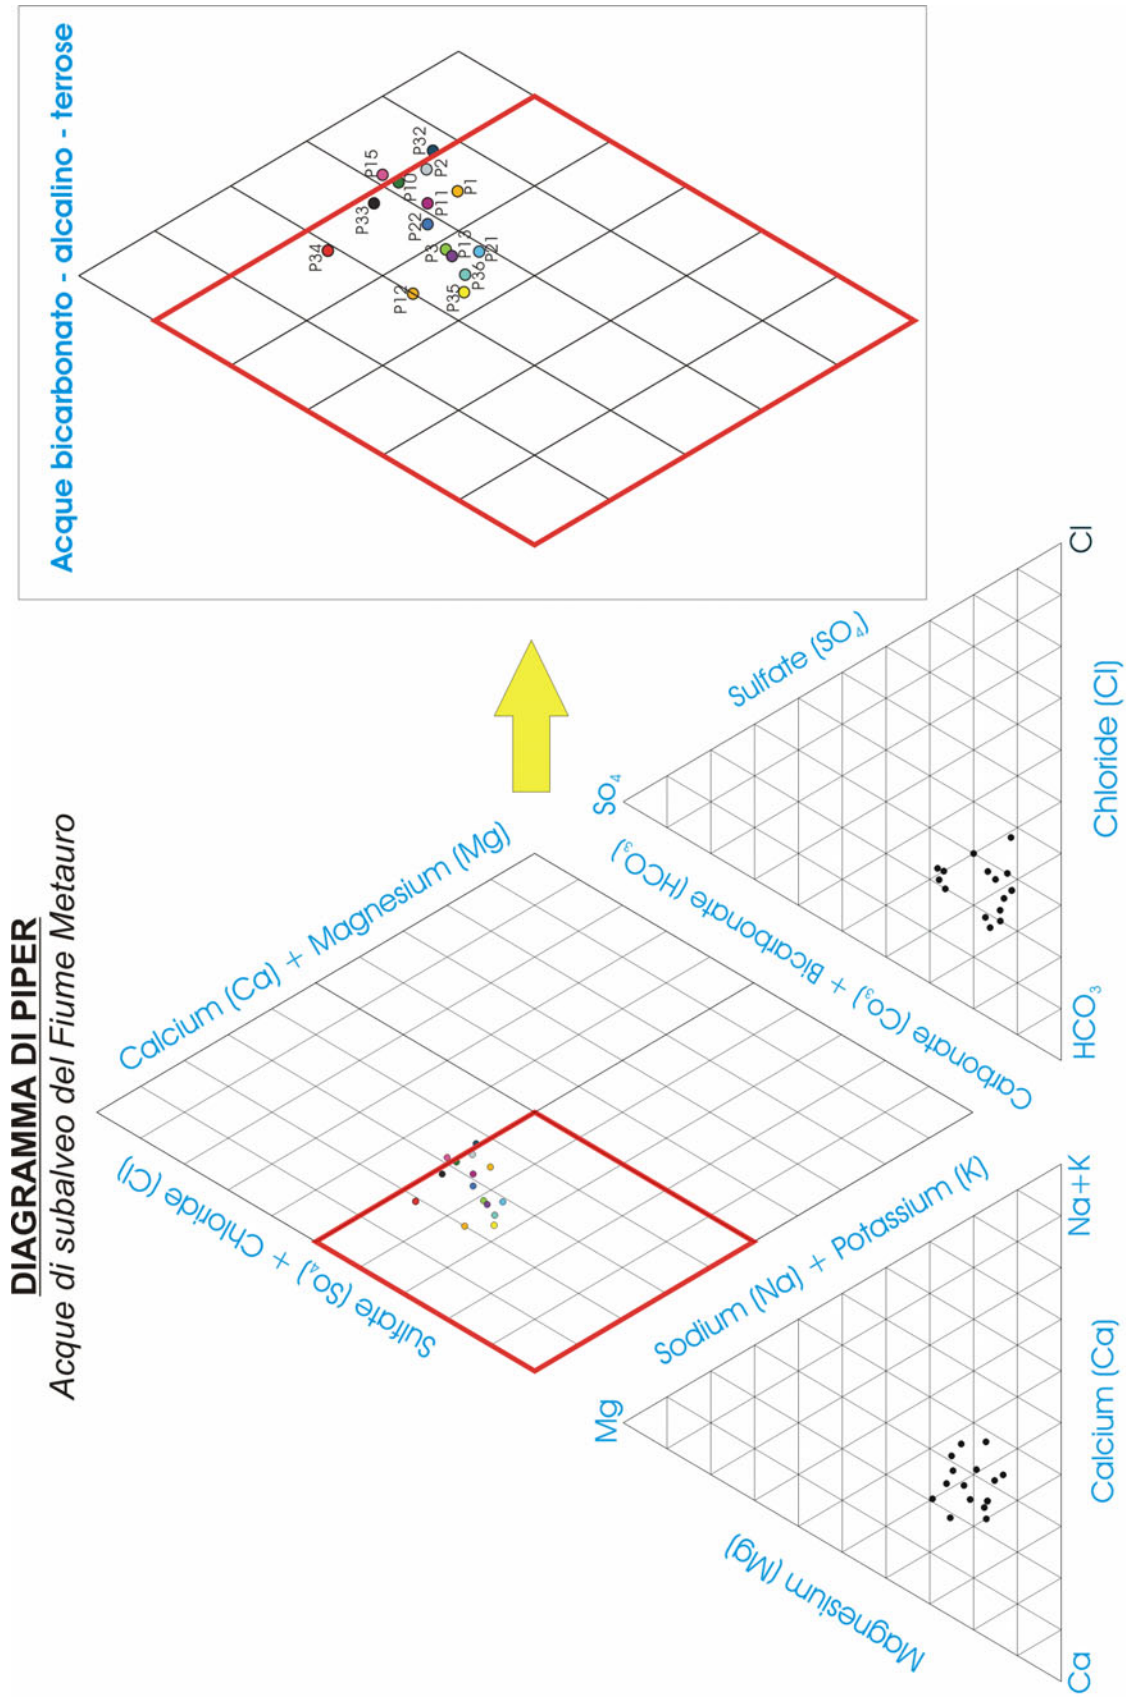 DIAGRAMMA DI PIPER
Acque di subalveo del Fiume Metauro
Sulfate (So₄) + Chloride (Cl)
Calcium (Ca) + Magnesium (Mg)
Mg
Magnesium (Mg)
Sodium (Na) + Potassium (K)
Ca
Na+K
Calcium (Ca)
SO₄
Carbonate (Co₃) + Bicarbonate (HCO₃)
Sulfate (SO₄)
HCO₃
Cl
Chloride (Cl)
Acque bicarbonato - alcalino - terrose
P34
P33
P15
P12
P22
P10
P32
P11
P2
P3
P13
P1
P35
P36
P21